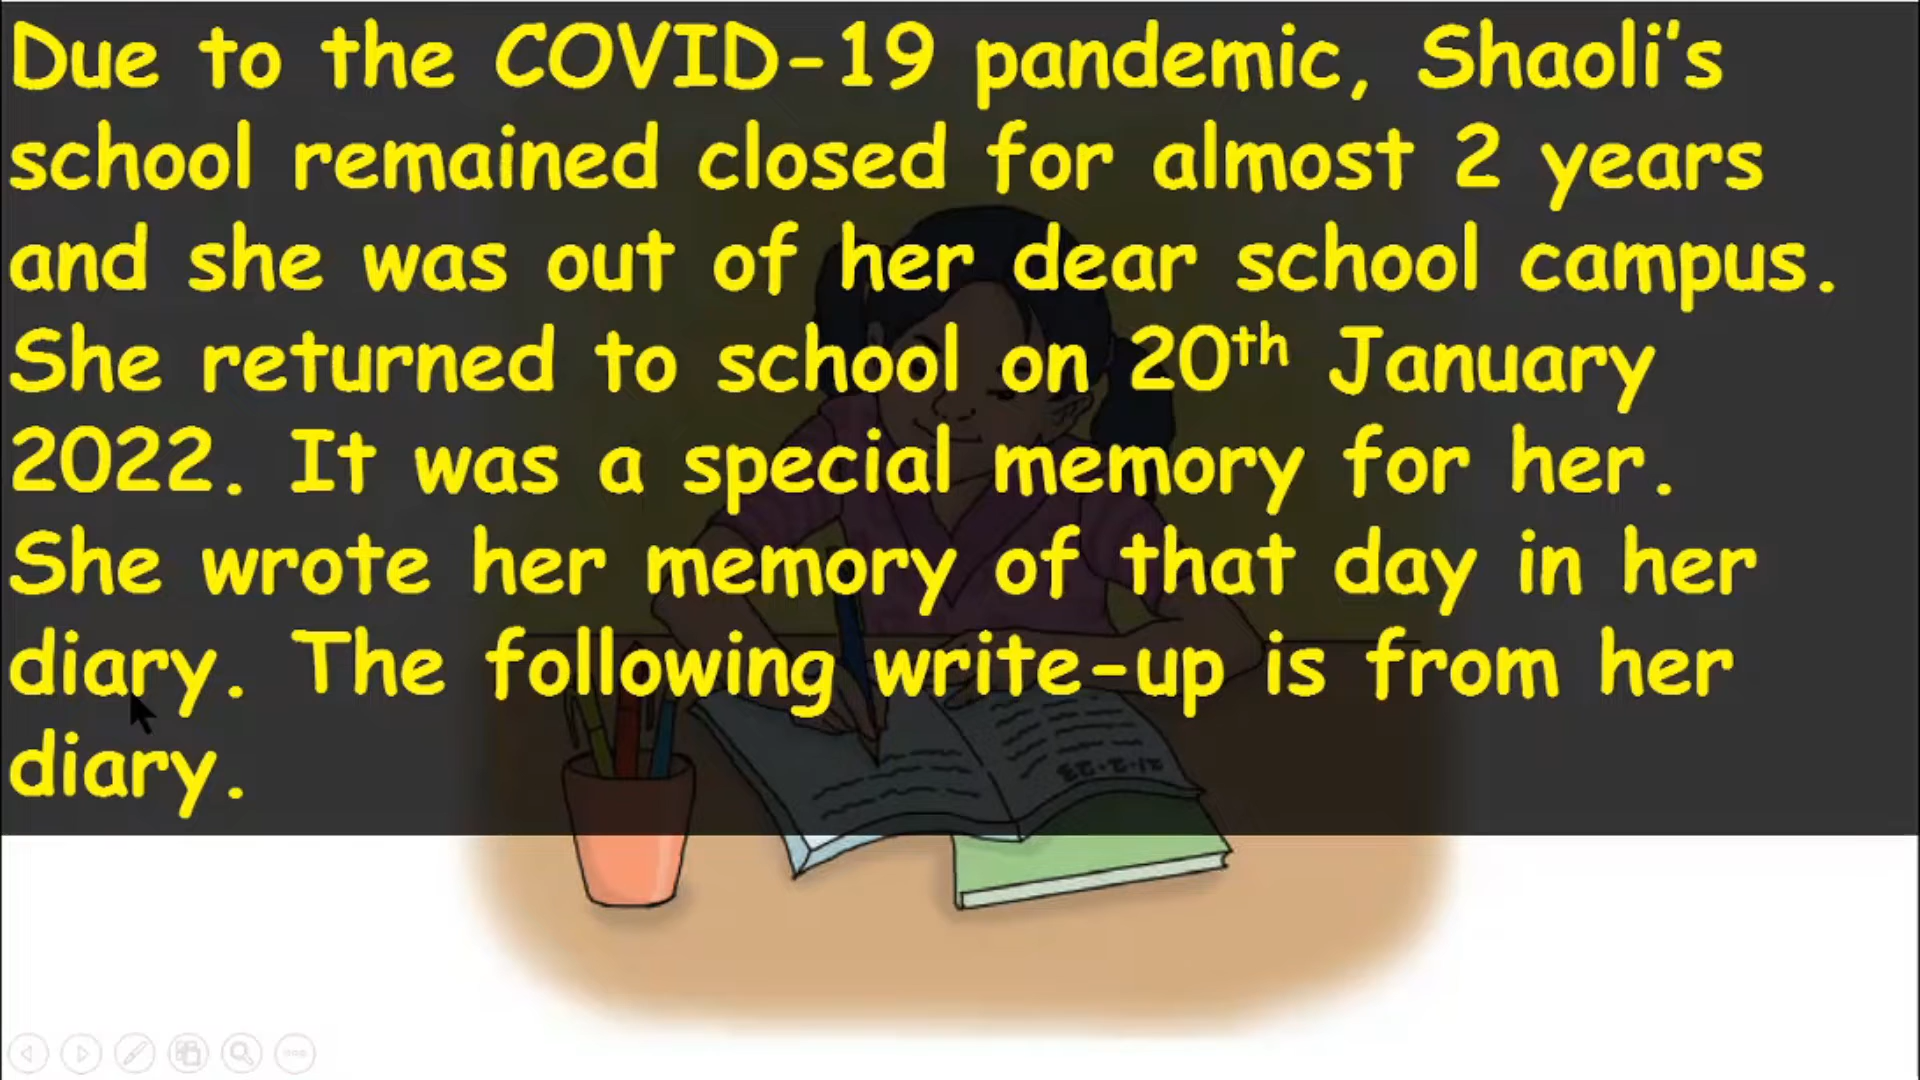 Due to the COVID-19 pandemic, Shaoli's
school remained closed for almost 2 years
and she was out of her dear school campus.
She returned to school on 20th January
2022. It was a special memory for her.
She wrote her memory of that day in her
diary. The following write-up is from her
diary.